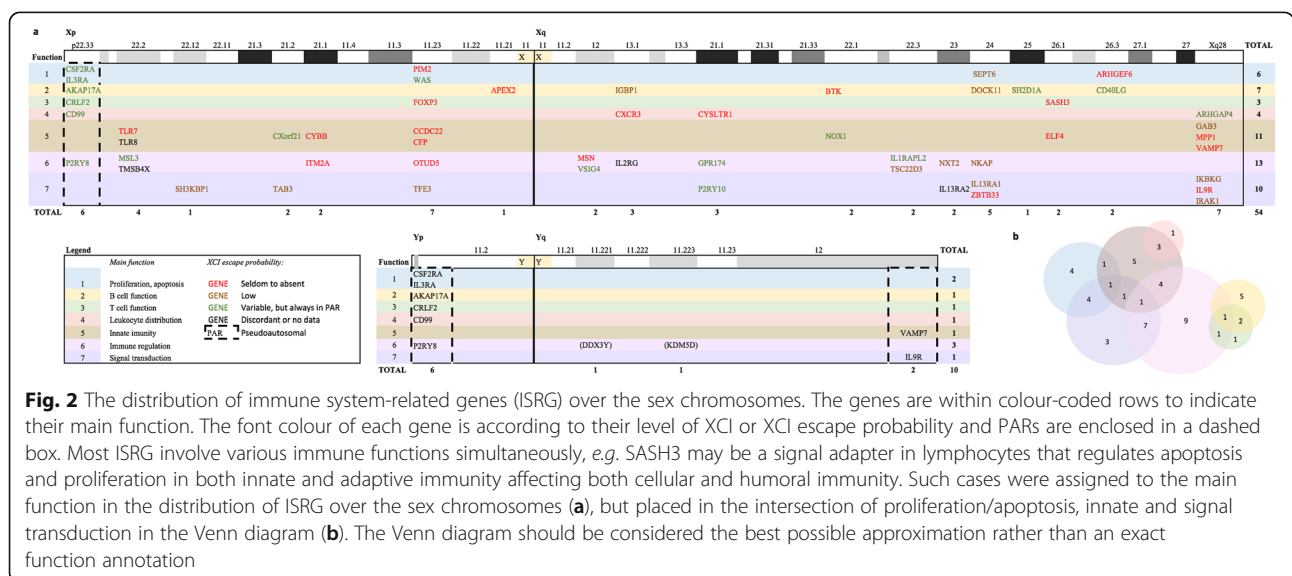 a Xp Xq
p22.33 22.2 22.12 22.11 21.3 21.2 21.1 11.4 11.3 11.23 11.22 11.21 11 11 11.2 12 13.1 13.3 21.1 21.31 21.33 22.1 22.3 23 24 25 26.1 26.3 27.1 27 Xq28 TOTAL
Function X X
1 CSF2RA PIM2 SEPT6 ARHGEF6 6
IL3RA WAS
2 AKAP17A APEX2 IGBP1 BTK DOCK11 SH2D1A CD40LG 7
3 CRLF2 FOXP3 SASH3 3
4 CD99 CXCR3 CYSLTR1 ARHGAP4 4
5 TLR7 CXorf21 CYBB CCDC22 NOX1 ELF4 GAB3 11
TLR8 CFP MPP1
VAMP7
6 P2RY8 MSL3 ITM2A OTUD5 MSN IL2RG GPR174 IL1RAPL2 NXT2 NKAP 13
TMSB4X VSIG4 TSC22D3
7 SH3KBP1 TAB3 TFE3 P2RY10 IL13RA2 IL13RA1 IKBKG 10
ZBTB33 IL9R
IRAK1
TOTAL 6 4 1 2 2 7 1 2 3 3 2 2 2 5 1 2 2 7 54
Legend
Main function XCI escape probability:
1 Proliferation, apoptosis GENE Seldom to absent
2 B cell function GENE Low
3 T cell function GENE Variable, but always in PAR
4 Leukocyte distribution GENE Discordant or no data
5 Innate imunity PAR Pseudoautosomal
6 Immune regulation
7 Signal transduction
Yp Yq
11.2 11.21 11.221 11.222 11.223 11.23 12 TOTAL
Function Y Y
1 CSF2RA 2
IL3RA
2 AKAP17A 1
3 CRLF2 1
4 CD99 1
5 VAMP7 1
6 P2RY8 (DDX3Y) (KDM5D) 3
7 IL9R 1
TOTAL 6 1 1 2 10
b
1
3
4 1 5
1
4 1 1 4
7 9
3
5
1 2
1 1
Fig. 2 The distribution of immune system-related genes (ISRG) over the sex chromosomes. The genes are within colour-coded rows to indicate
their main function. The font colour of each gene is according to their level of XCI or XCI escape probability and PARs are enclosed in a dashed
box. Most ISRG involve various immune functions simultaneously, e.g. SASH3 may be a signal adapter in lymphocytes that regulates apoptosis
and proliferation in both innate and adaptive immunity affecting both cellular and humoral immunity. Such cases were assigned to the main
function in the distribution of ISRG over the sex chromosomes (a), but placed in the intersection of proliferation/apoptosis, innate and signal
transduction in the Venn diagram (b). The Venn diagram should be considered the best possible approximation rather than an exact
function annotation